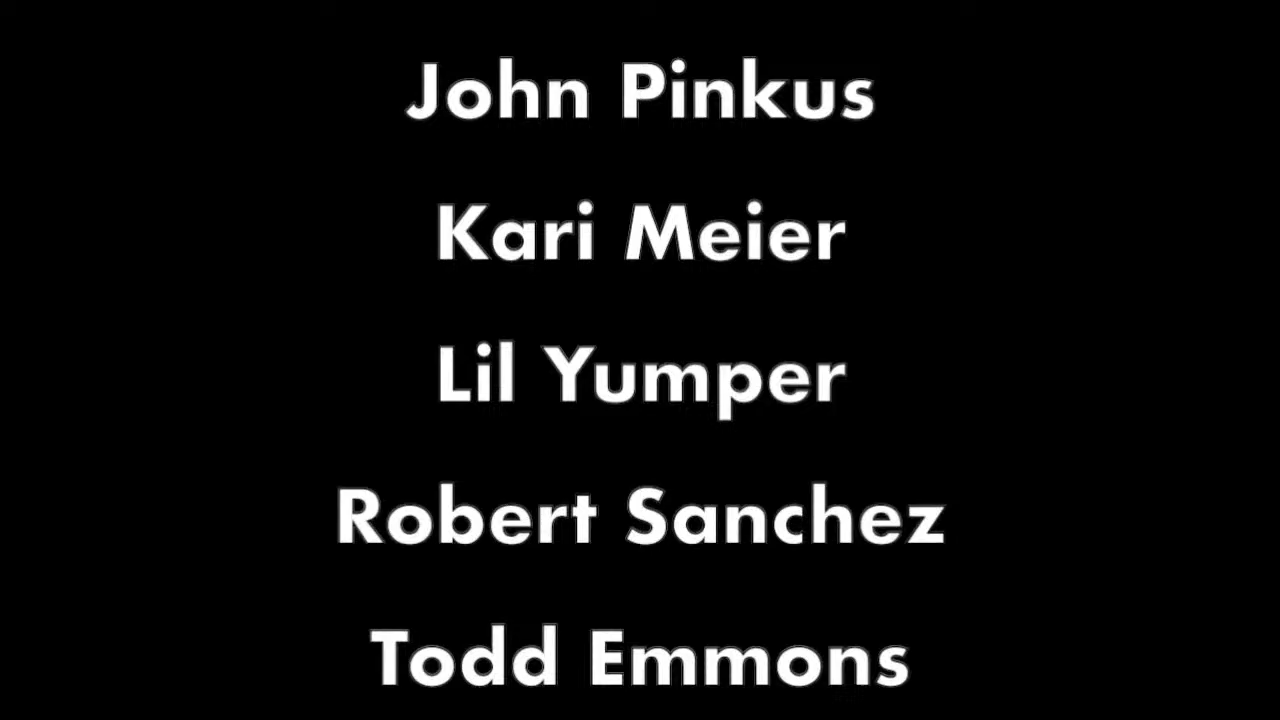 John Pinkus
Kari Meier
Lil Yumper
Robert Sanchez
Todd Emmons